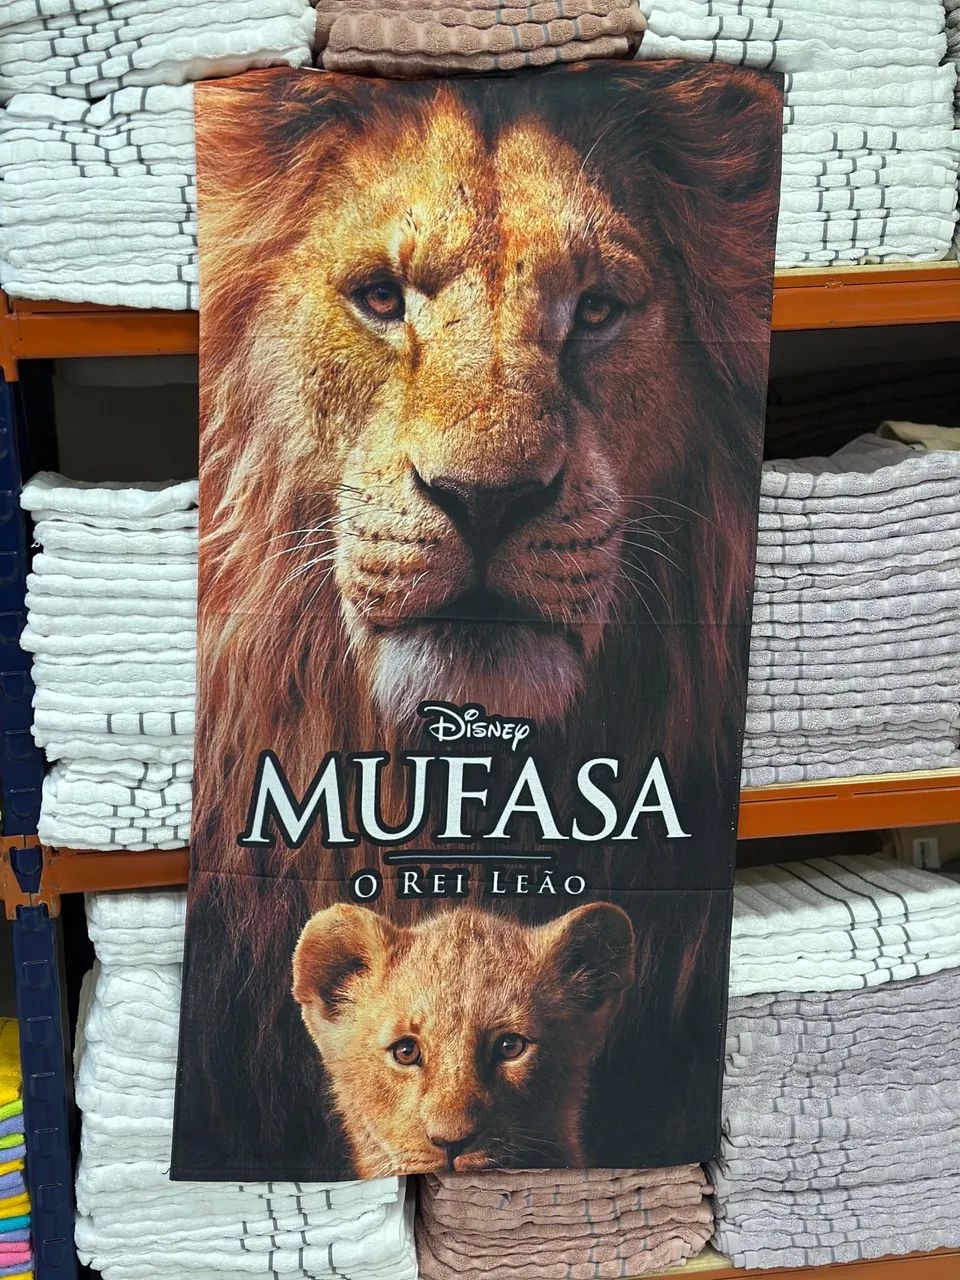 Disney
MUFASA
O REI LEÃO